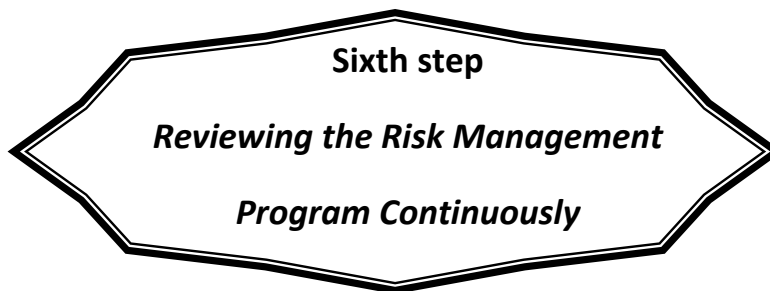 Sixth step
Reviewing the Risk Management
Program Continuously